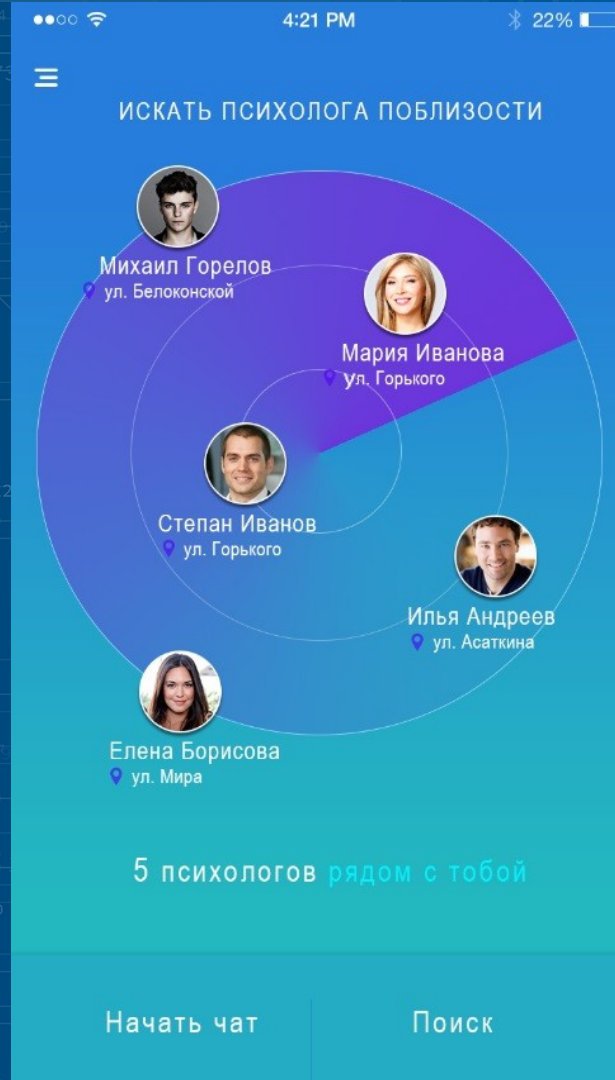 4:21 PM 22%
ИСКАТЬ ПСИХОЛОГА ПОБЛИЗОСТИ
Михаил Горелов
ул. Белоконской
Мария Иванова
ул. Горького
Степан Иванов
ул. Горького
Илья Андреев
ул. Асаткина
Елена Борисова
ул. Мира
5 психологов рядом с тобой
Начать чат
Поиск